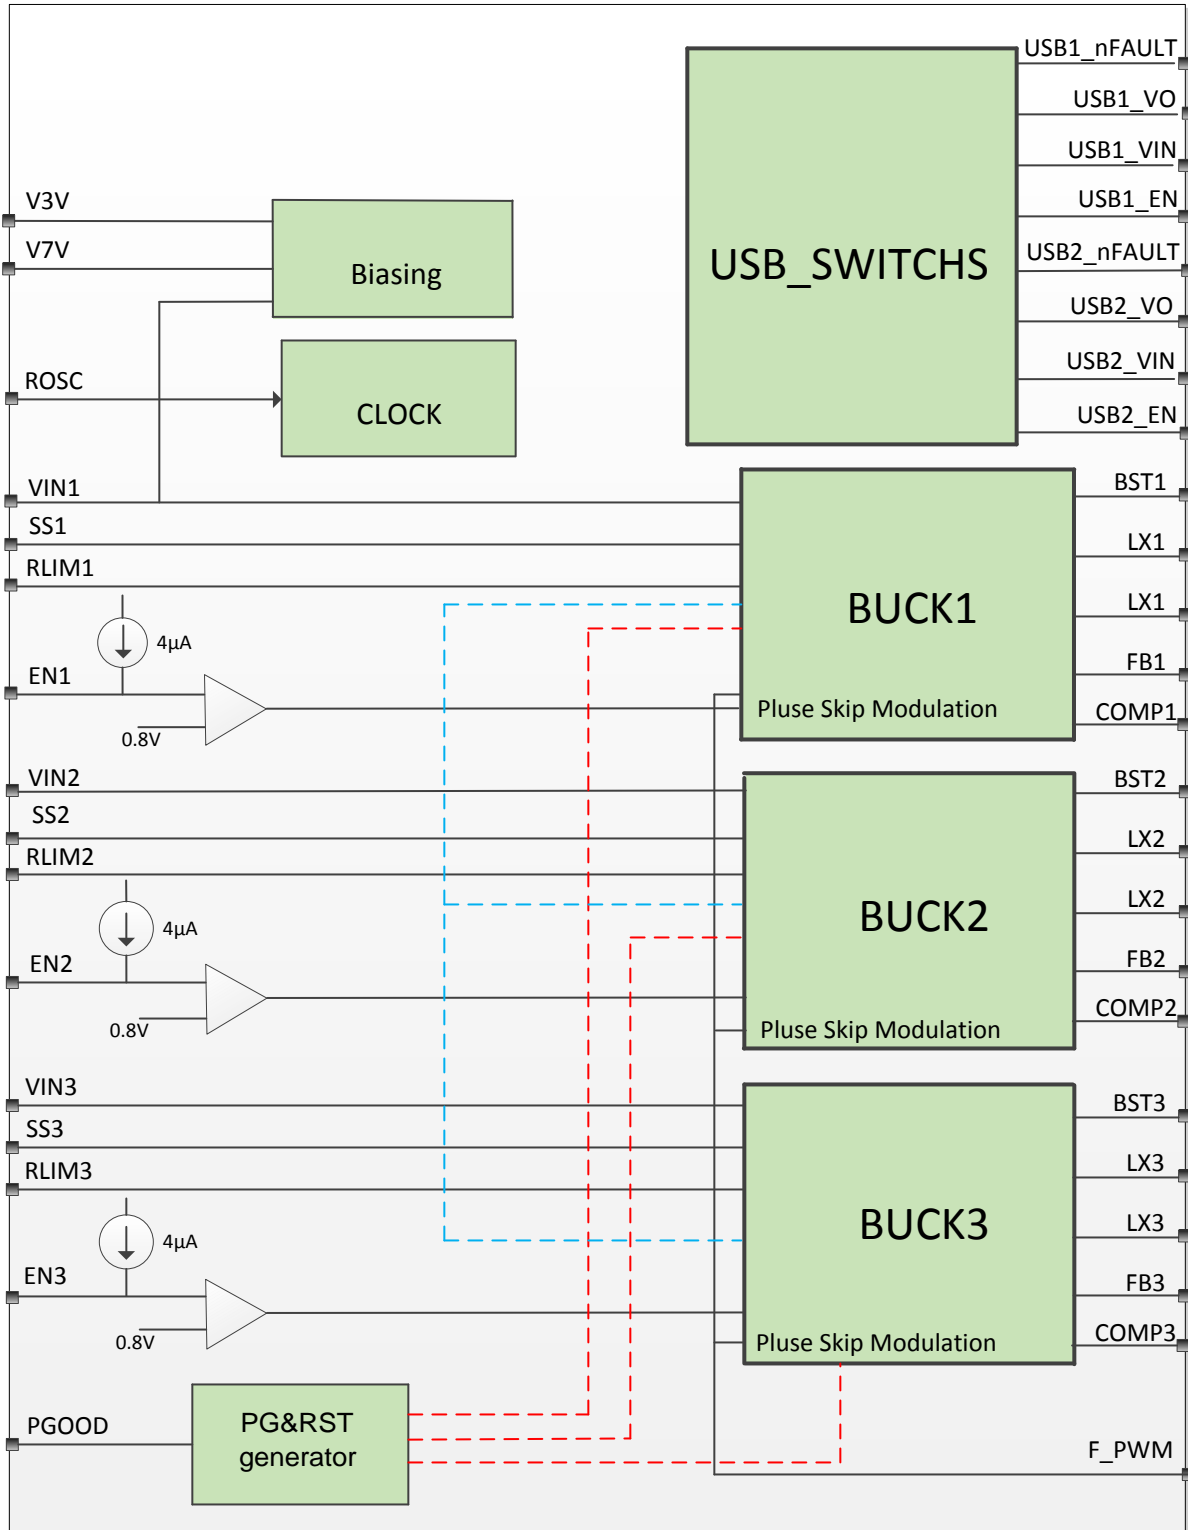 USB1_nFAULT
USB1_VO
USB1_VIN
USB1_EN
USB2_nFAULT
USB2_VO
USB2_VIN
USB2_EN
USB_SWITCHS
V3V
V7V
Biasing
ROSC
CLOCK
VIN1
SS1
RLIM1
4µA
EN1
0.8V
BUCK1
Pluse Skip Modulation
BST1
LX1
LX1
FB1
COMP1
VIN2
SS2
RLIM2
4µA
EN2
0.8V
BUCK2
Pluse Skip Modulation
BST2
LX2
LX2
FB2
COMP2
VIN3
SS3
RLIM3
4µA
EN3
0.8V
BUCK3
Pluse Skip Modulation
BST3
LX3
LX3
FB3
COMP3
PGOOD
PG&RST
generator
F_PWM